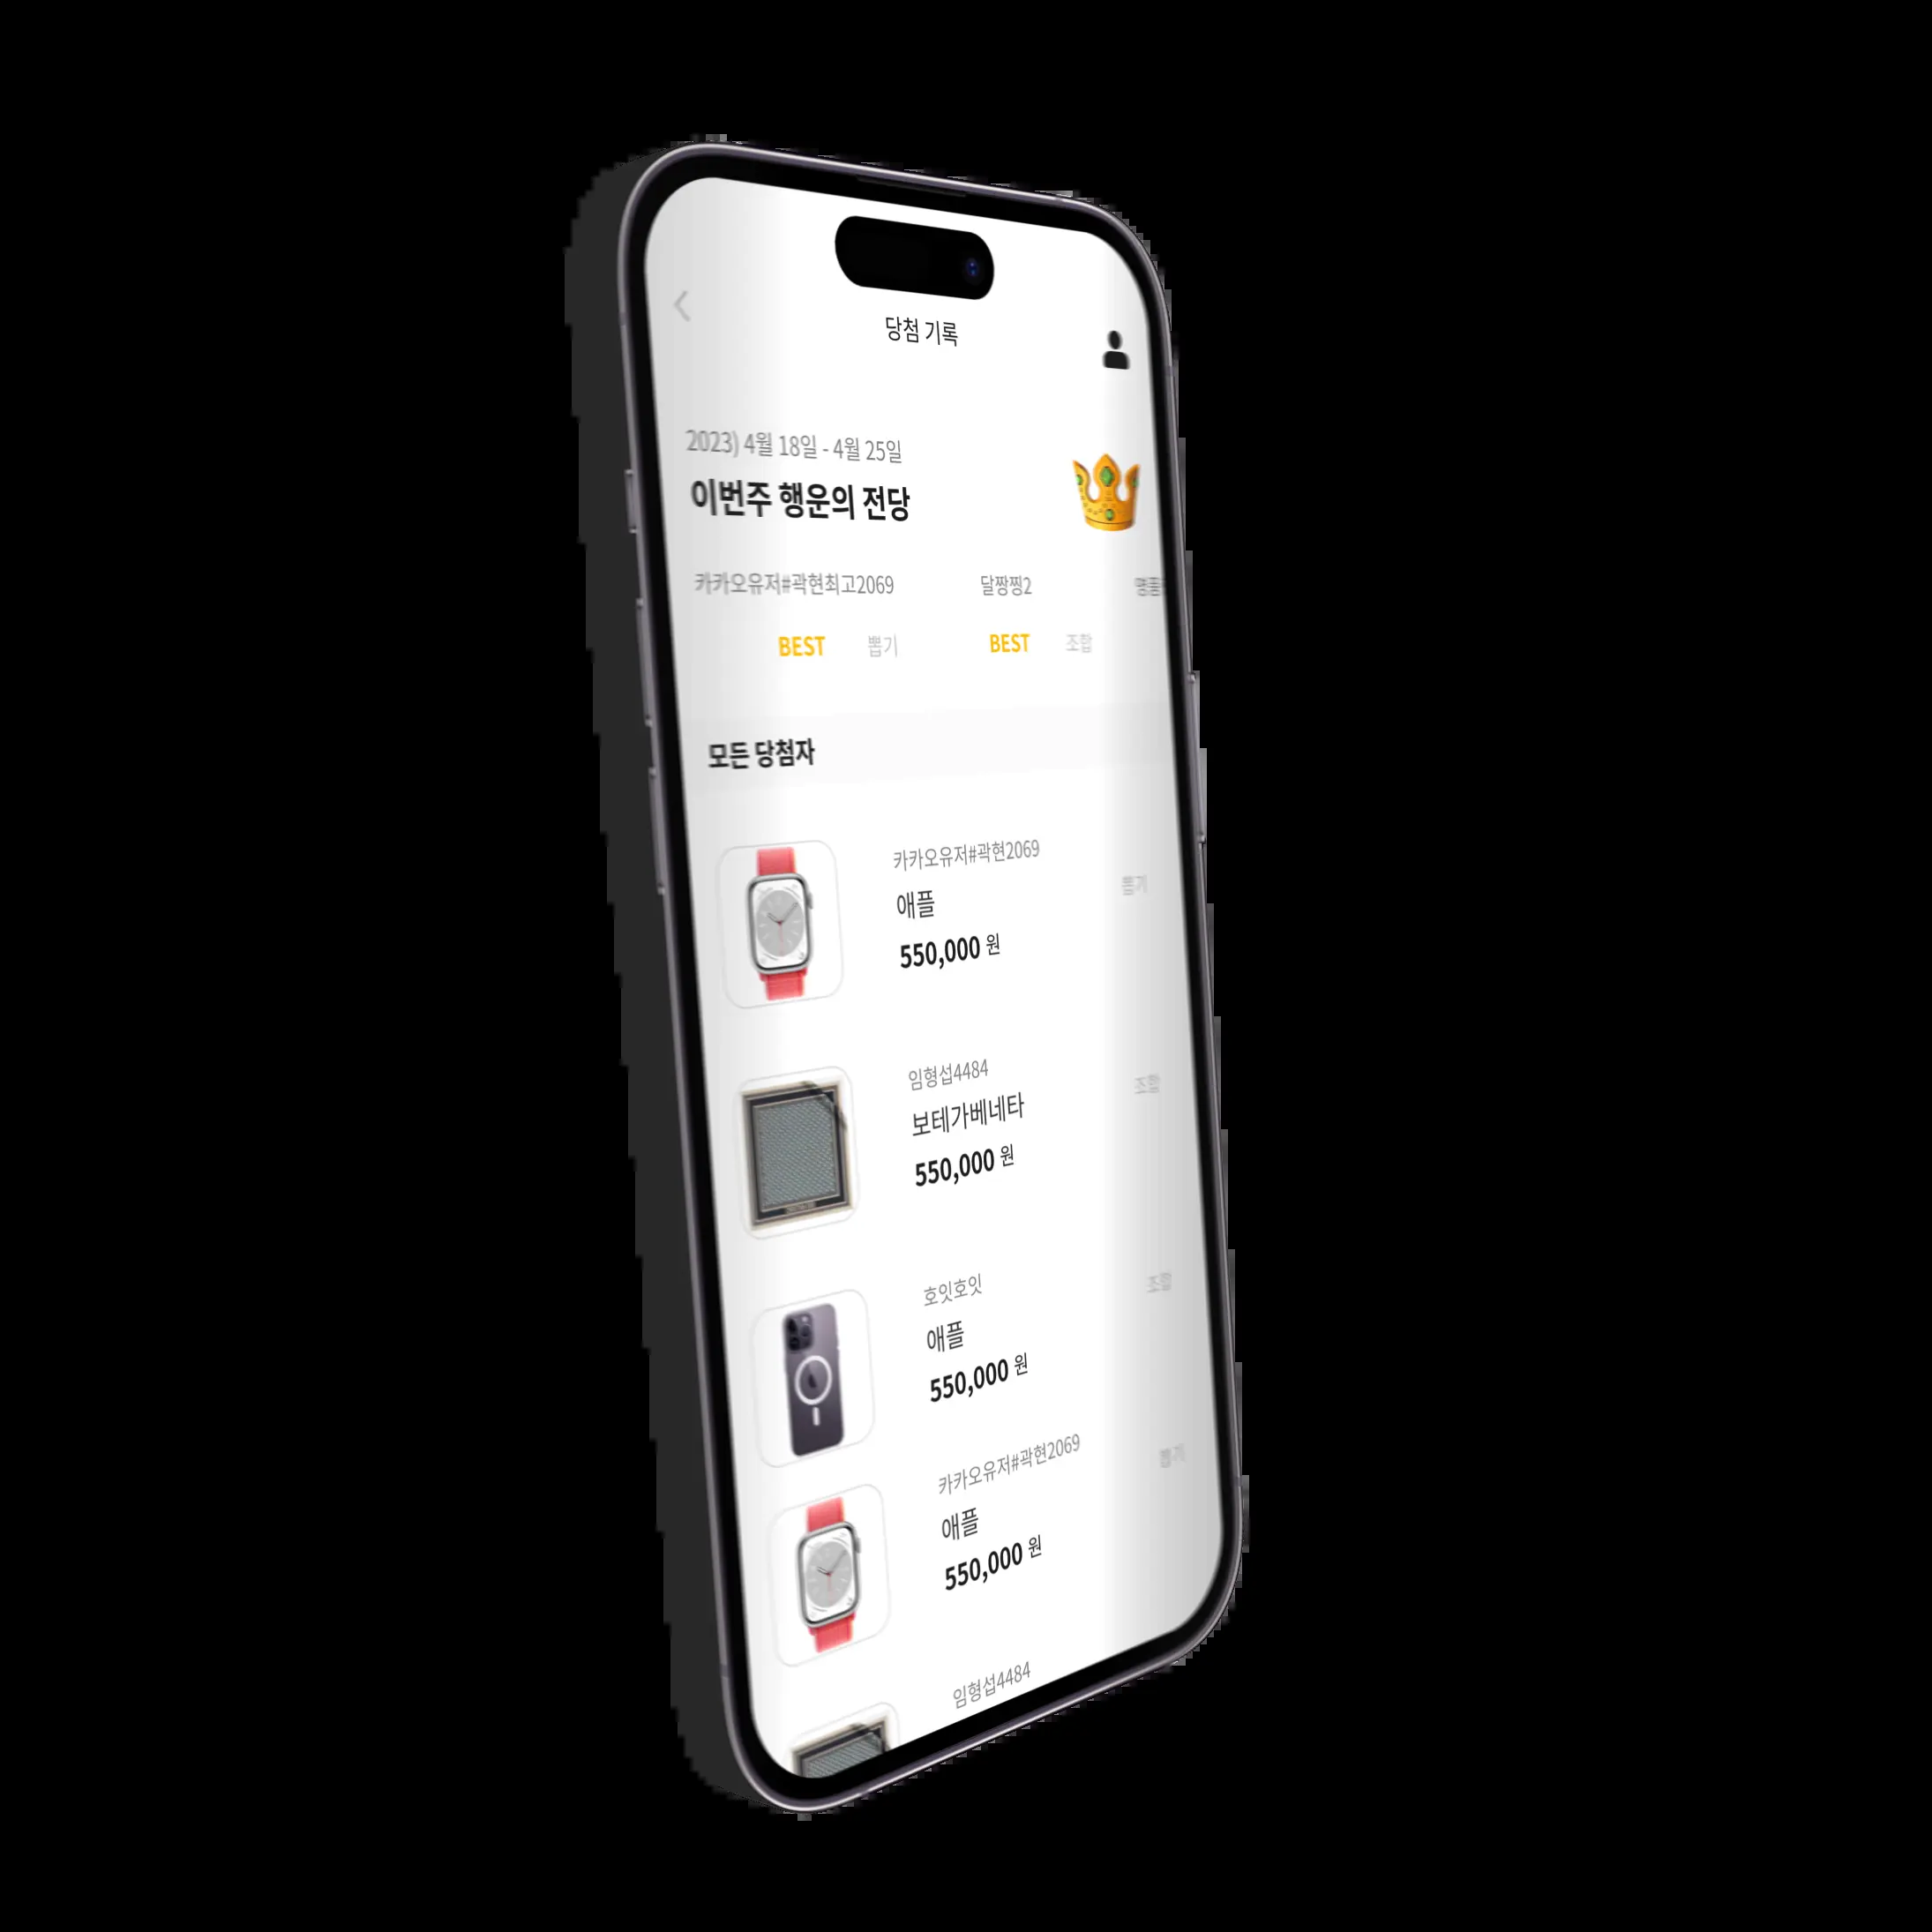 당첨 기록
2023) 4월 18일 - 4월 25일
이번주 행운의 전당
카카오유저#곽현최고2069 달짱찡2
BEST 뽑기 BEST 조합
모든 당첨자
카카오유저#곽현2069
애플
뽑기
550,000 원
임형섭4484
조합
보테가베네타
550,000 원
호잇호잇
조합
애플
550,000 원
카카오유저#곽현2069
뽑기
애플
550,000 원
임형섭4484